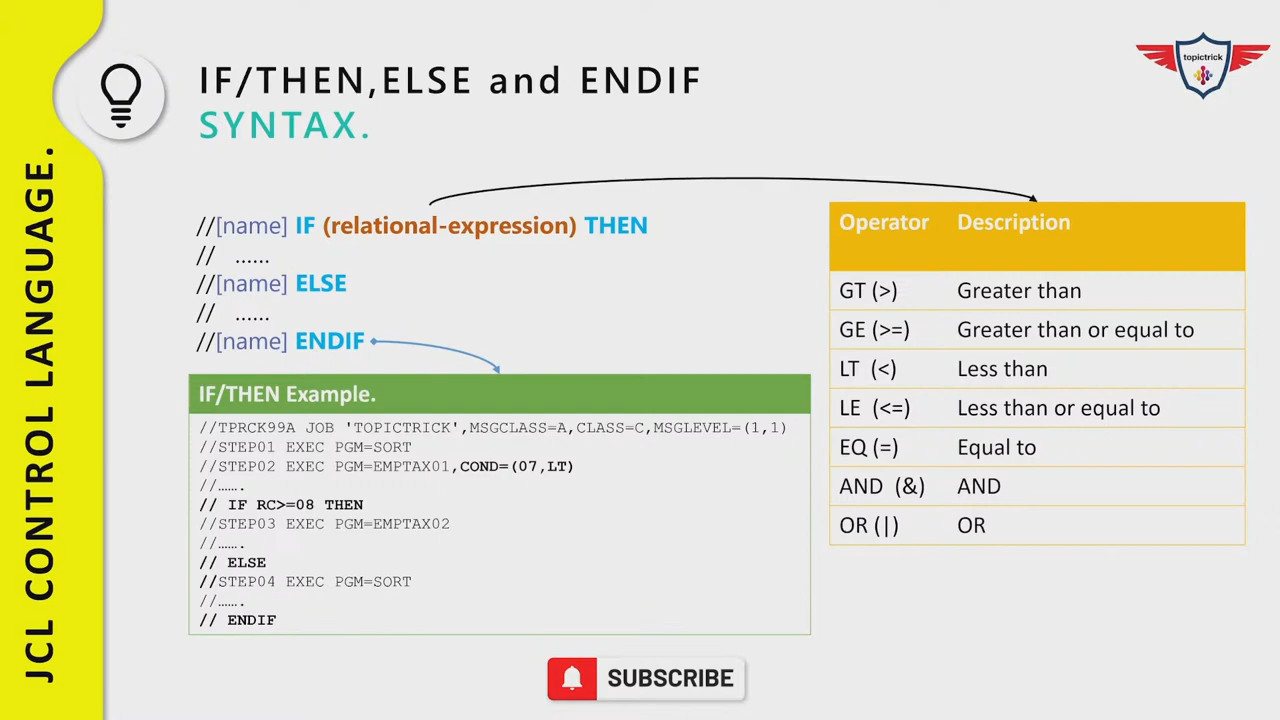 JCL CONTROL LANGUAGE.
IF/THEN,ELSE and ENDIF
SYNTAX.
topictrick
//[name] IF (relational-expression) THEN
// ......
//[name] ELSE
// ......
//[name] ENDIF
IF/THEN Example.
//TPRCK99A JOB 'TOPICTRICK',MSGCLASS=A,CLASS=C,MSGLEVEL=(1,1)
//STEP01 EXEC PGM=SORT
//STEP02 EXEC PGM=EMPTAX01,COND=(07,LT)
//…….
// IF RC>=08 THEN
//STEP03 EXEC PGM=EMPTAX02
//…….
// ELSE
//STEP04 EXEC PGM=SORT
//…….
// ENDIF
Operator Description
GT (>) Greater than
GE (>=) Greater than or equal to
LT (<) Less than
LE (<=) Less than or equal to
EQ (=) Equal to
AND (&) AND
OR (|) OR
SUBSCRIBE